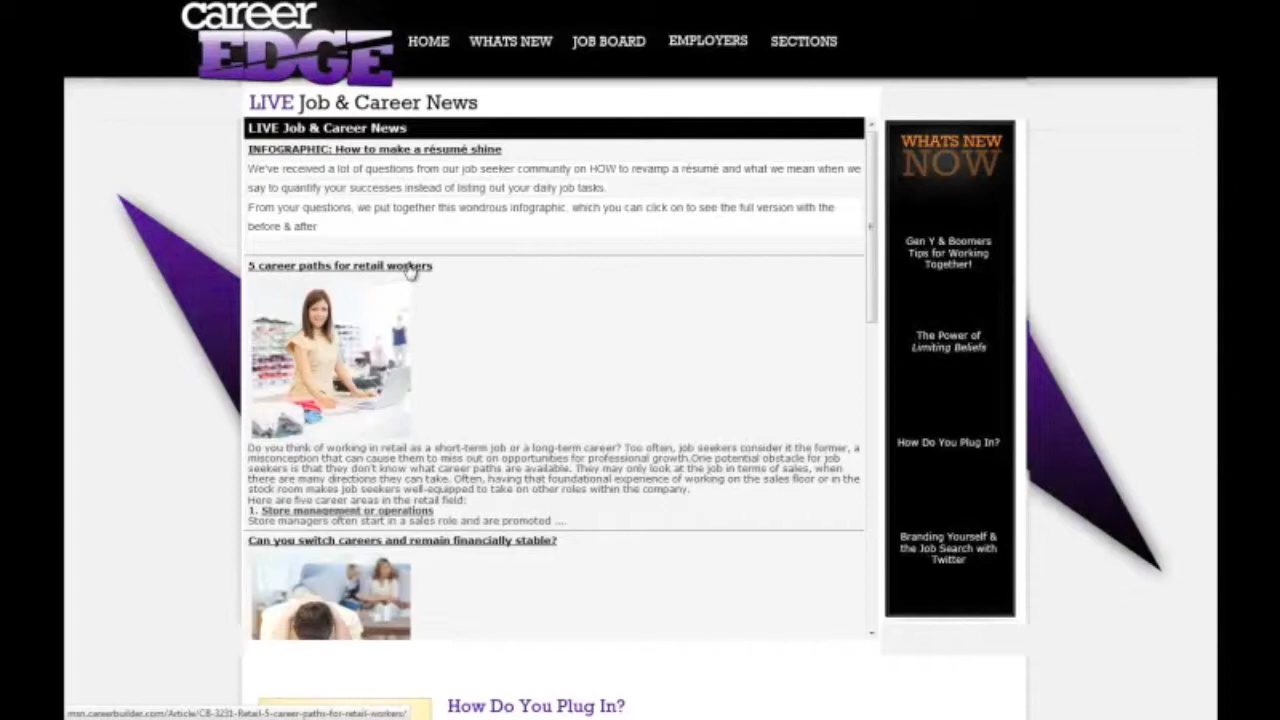 career
EDGE
HOME WHATS NEW JOB BOARD EMPLOYERS SECTIONS
LIVE Job & Career News
LIVE Job & Career News
INFOGRAPHIC: How to make a résumé shine
We've received a lot of questions from our job seeker community on HOW to revamp a résumé and what we mean when we
say to quantify your successes instead of listing out your daily job tasks.
From your questions, we put together this wondrous infographic, which you can click on to see the full version with the
before & after
5 career paths for retail workers
Do you think of working in retail as a short-term job or a long-term career? Too often, job seekers consider it the former, a
misconception that can cause them to miss out on opportunities for professional growth.One potential obstacle for job
seekers is that they don't know what career paths are available. They may only look at the job in terms of sales, when
there are many directions they can take. Often, having that foundational experience of working on the sales floor or in the
stock room makes job seekers well-equipped to take on other roles within the company.
Here are five career areas in the retail field:
1. Store management or operations
Store managers often start in a sales role and are promoted ....
Can you switch careers and remain financially stable?
WHATS NEW
NOW
Gen Y & Boomers
Tips for Working
Together!
The Power of
Limiting Beliefs
How Do You Plug In?
Branding Yourself &
the Job Search with
Twitter
How Do You Plug In?
msn.careerbuilder.com/Article/CB-3231-Retail-5-career-paths-for-retail-workers/